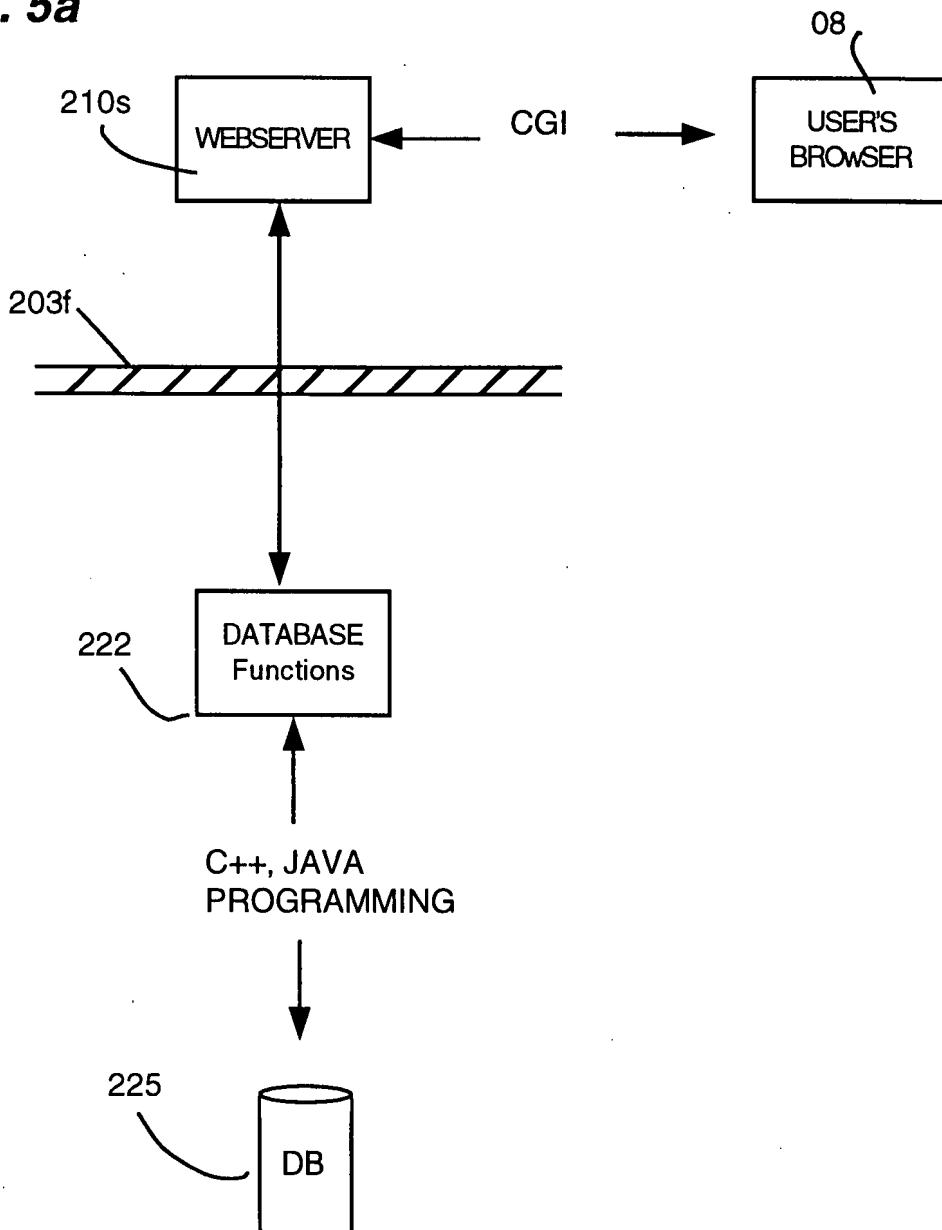 . 5a
08
210s
WEBSERVER
CGI
USER'S
BROwSER
203f
222
DATABASE
Functions
C++, JAVA
PROGRAMMING
225
DB